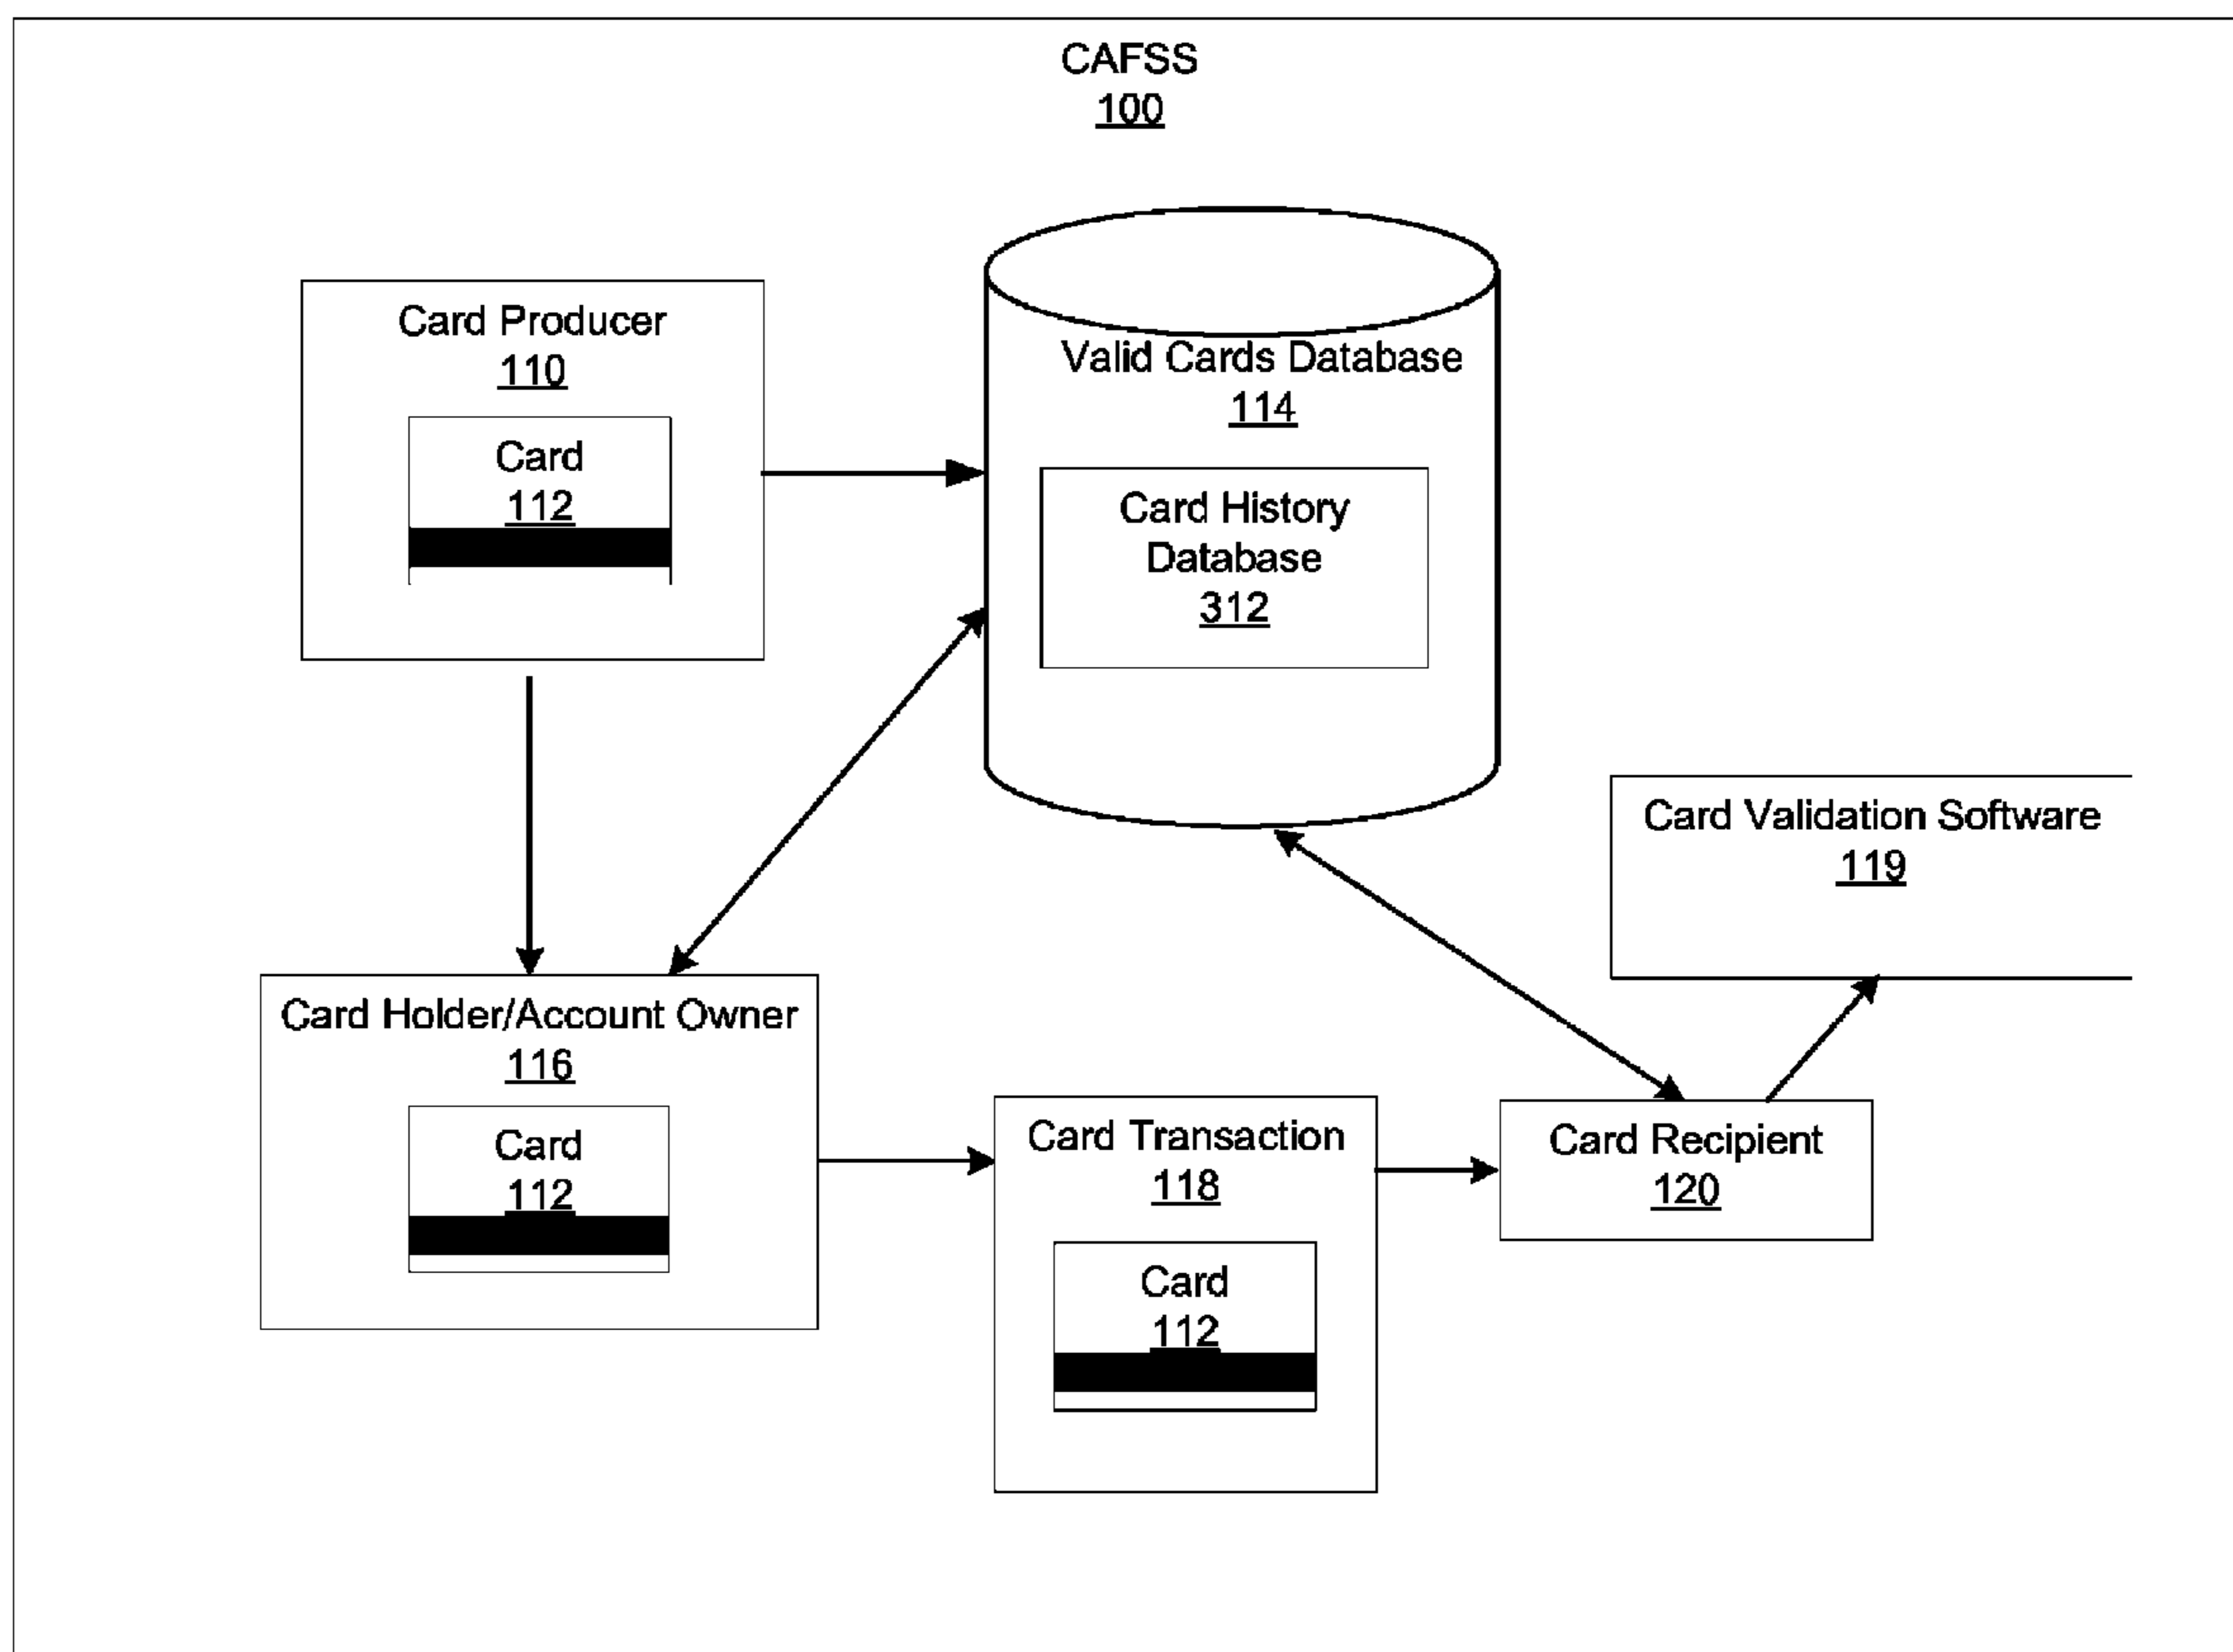 CAFSS
100
Card Producer
110
Card
112
Valid Cards Database
114
Card History
Database
312
Card Validation Software
119
Card Holder/Account Owner
116
Card
112
Card Transaction
118
Card
112
Card Recipient
120